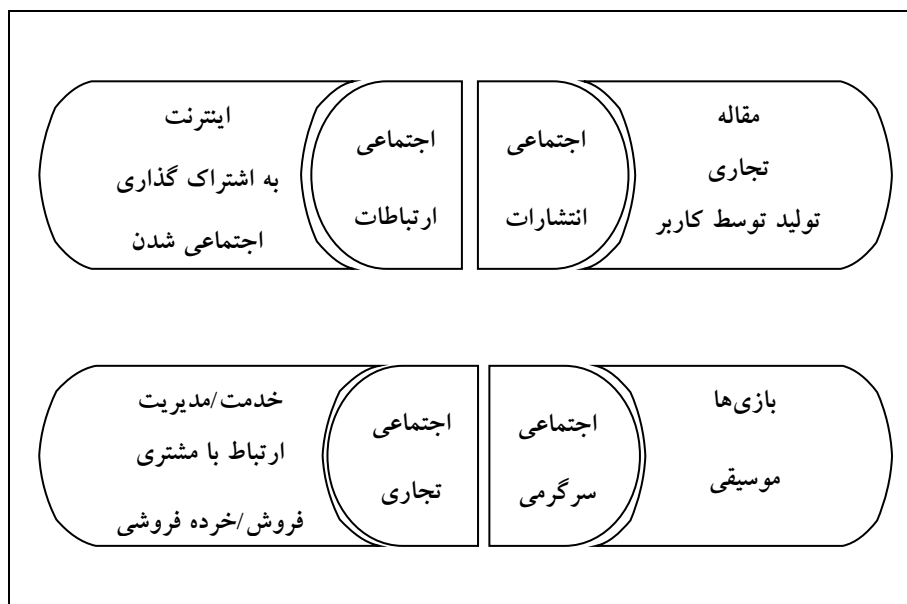 مقاله
تجاری
تولید توسط کاربر
اجتماعی
انتشارات
اجتماعی
ارتباطات
اینترنت
به اشتراک گذاری
اجتماعی شدن
بازی‌ها
موسیقی
اجتماعی
سرگرمی
اجتماعی
تجاری
خدمت/مدیریت
ارتباط با مشتری
فروش/خرده فروشی